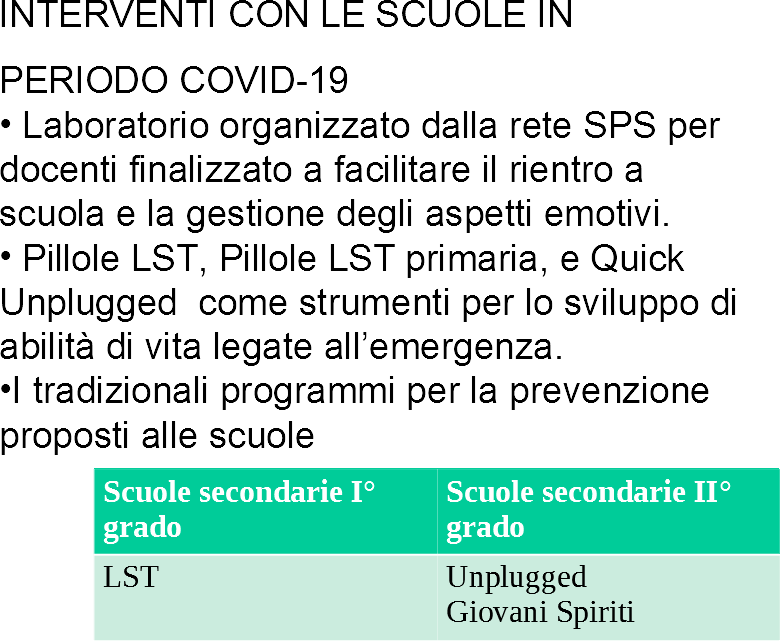 INTERVENTI CON LE SCUOLE IN
PERIODO COVID-19
• Laboratorio organizzato dalla rete SPS per
docenti finalizzato a facilitare il rientro a
scuola e la gestione degli aspetti emotivi.
• Pillole LST, Pillole LST primaria, e Quick
Unplugged  come strumenti per lo sviluppo di
abilità di vita legate all’emergenza.
•I tradizionali programmi per la prevenzione
proposti alle scuole
Scuole secondarie I°
grado
Scuole secondarie II°
grado
LST
Unplugged
Giovani Spiriti